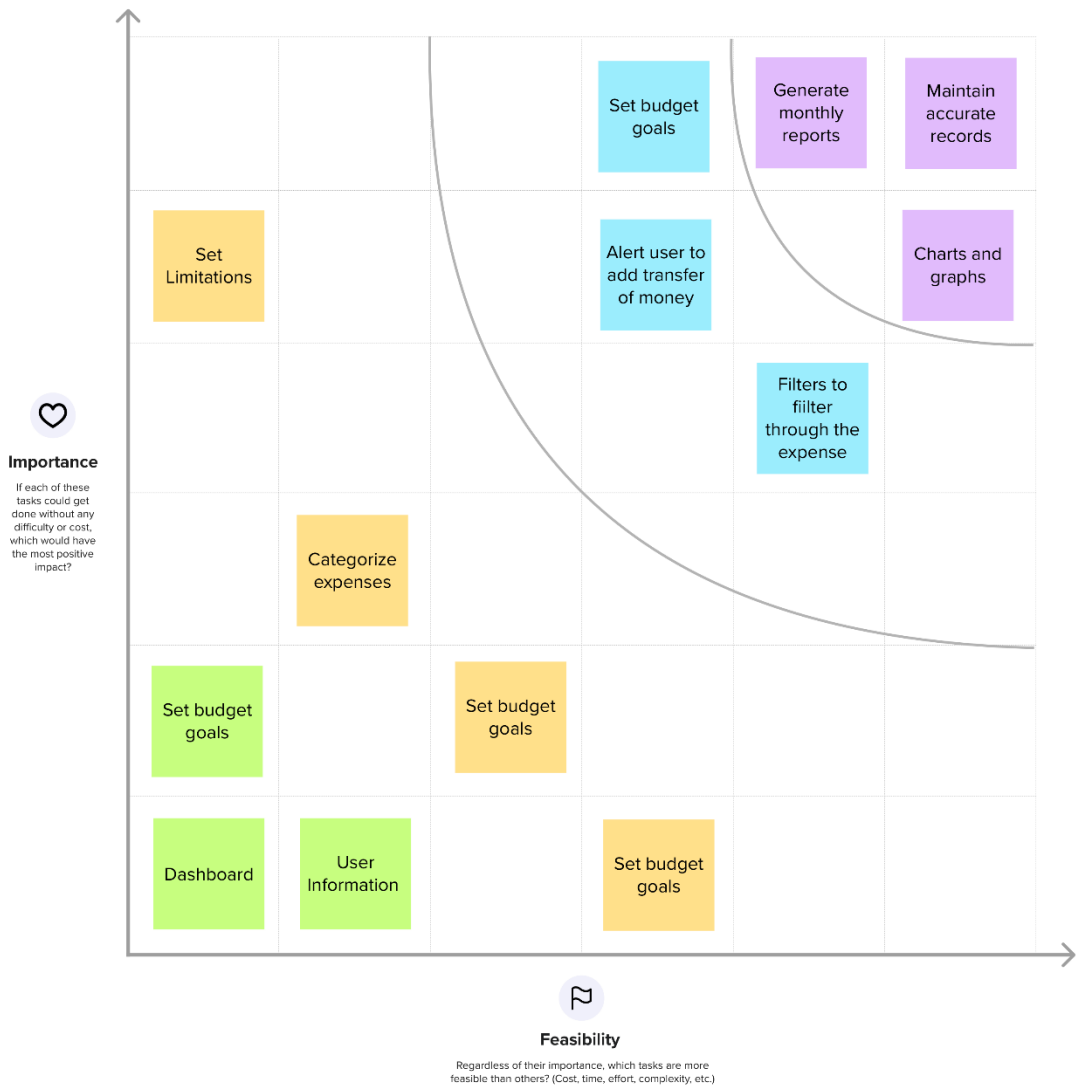 Set budget
goals
Generate
monthly
reports
Maintain
accurate
records
Set
Limitations
Alert user to
add transfer
of money
Charts and
graphs
Filters to
fiilter
through the
expense
Importance
If each of these
tasks could get
done without any
difficulty or cost,
which would have
the most positive
impact?
Categorize
expenses
Set budget
goals
Set budget
goals
Dashboard
User
Information
Set budget
goals
Feasibility
Regardless of their importance, which tasks are more
feasible than others? (Cost, time, effort, complexity, etc.)